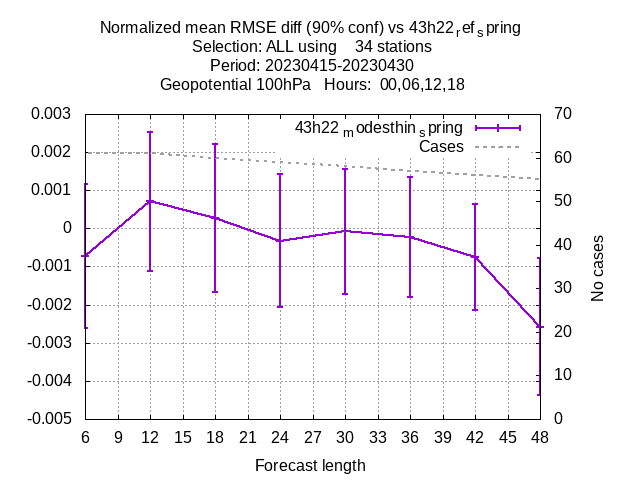 Normalized mean RMSE diff (90% conf) vs 43h22ᵣefₛpring
Selection: ALL using 34 stations
Period: 20230415-20230430
Geopotential 100hPa Hours: 00,06,12,18
0.003
0.002
0.001
0
-0.001
-0.002
-0.003
-0.004
-0.005
43h22ₘodesthinₛpring
Cases
70
60
50
40
30
20
10
0
No cases
6 9 12 15 18 21 24 27 30 33 36 39 42 45 48
Forecast length